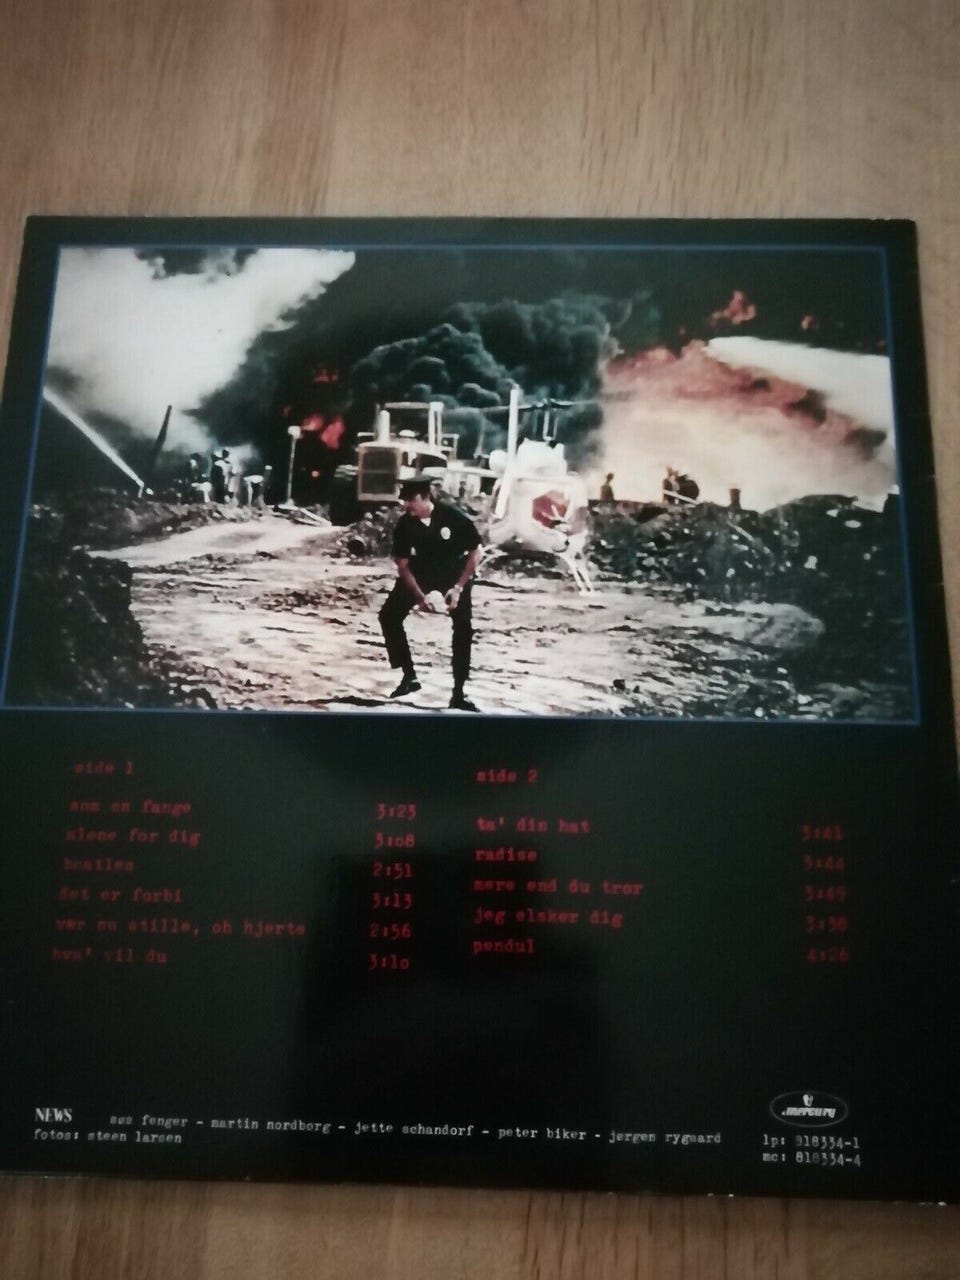 side 1
som en fange 3:23
alene for dig 3:08
beatles 2:51
det er forbi 3:13
vær nu stille, oh hjerte 2:56
hva' vil du 3:10
side 2
ta' din hat 3:41
radise 3:44
mere end du tror 3:49
jeg elsker dig 3:38
pendul 4:26
NEWS søs fenger - martin nordborg - jette schandorf - peter biker - jørgen rygaard
fotos: steen larsen
mercury
lp: 818334-1
mc: 818334-4